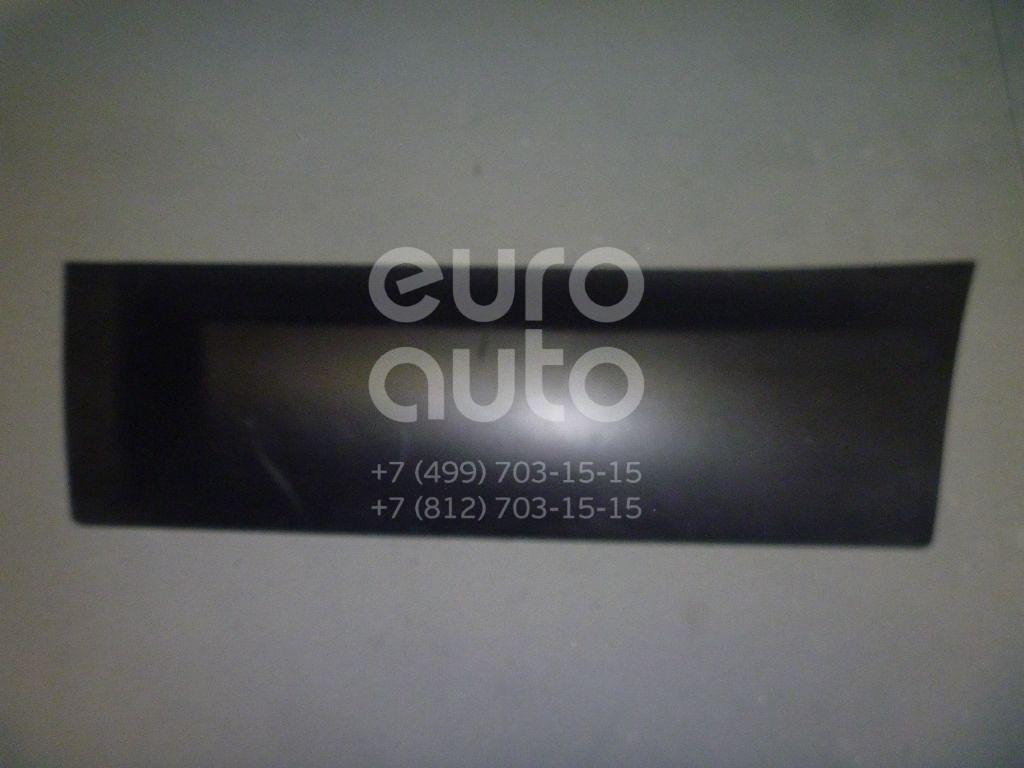 euro
auto
+7 (499) 703-15-15
+7 (812) 703-15-15